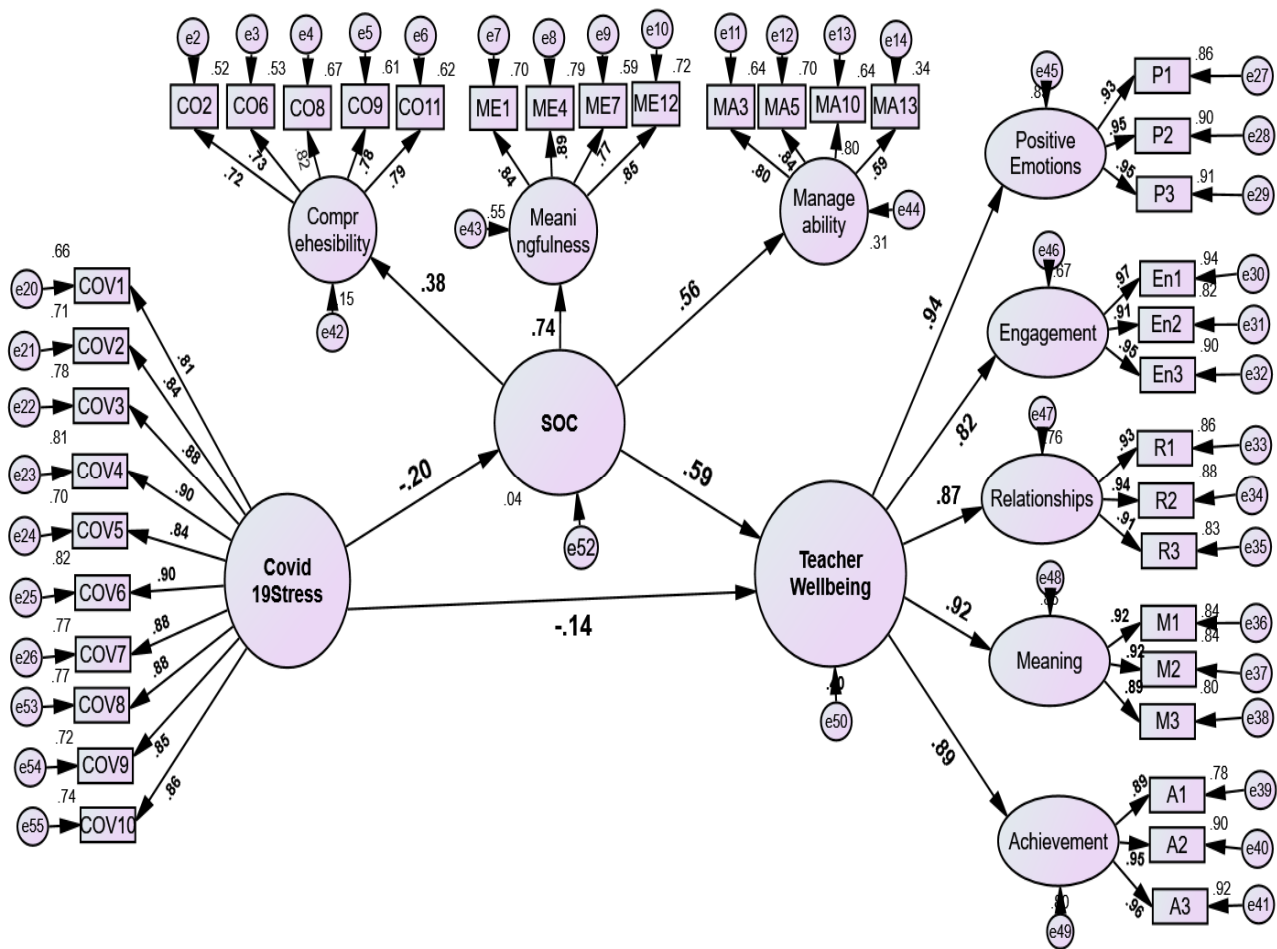 e2 e3 e4 e5 e6 e7 e8 e9 e10 e11 e12 e13 e14
.52 .53 .67 .61 .62 .70 .79 .59 .72 .64 .70 .64 .34
CO2 CO6 CO8 CO9 CO11 ME1 ME4 ME7 ME12 MA3 MA5 MA10 MA13
.72 .73 .82 .78 .79 .84 .89 .77 .85 .80 .84 .80 .59
Compr
ehesibility
e42
15
Meani
ngfulness
e43
.55
Manage
ability
e44
.31
.38
.74
.56
SOC
.04
e52
-.20
.59
-.14
Covid
19Stress
.66
e20 COV1 .81
.71
e21 COV2 .84
.78
e22 COV3 .88
.81
e23 COV4 .90
.70
e24 COV5 .84
.82
e25 COV6 .90
.77
e26 COV7 .88
.77
e53 COV8 .88
.72
e54 COV9 .85
.74
e55 COV10 .86
Teacher
Wellbeing
e50
.94
.82
.87
.92
.89
e45
Positive
Emotions
.93 P1 .86 e27
.95 P2 .90 e28
.95 P3 .91 e29
e46
.67
Engagement
.97 En1 .94 e30
.91 En2 .82 e31
.95 En3 .90 e32
e47
.76
Relationships
.93 R1 .86 e33
.94 R2 .88 e34
.91 R3 .83 e35
e48
Meaning
.92 M1 .84 e36
.92 M2 .84 e37
.89 M3 .80 e38
Achievement
e49
.89 A1 .78 e39
.95 A2 .90 e40
.96 A3 .92 e41